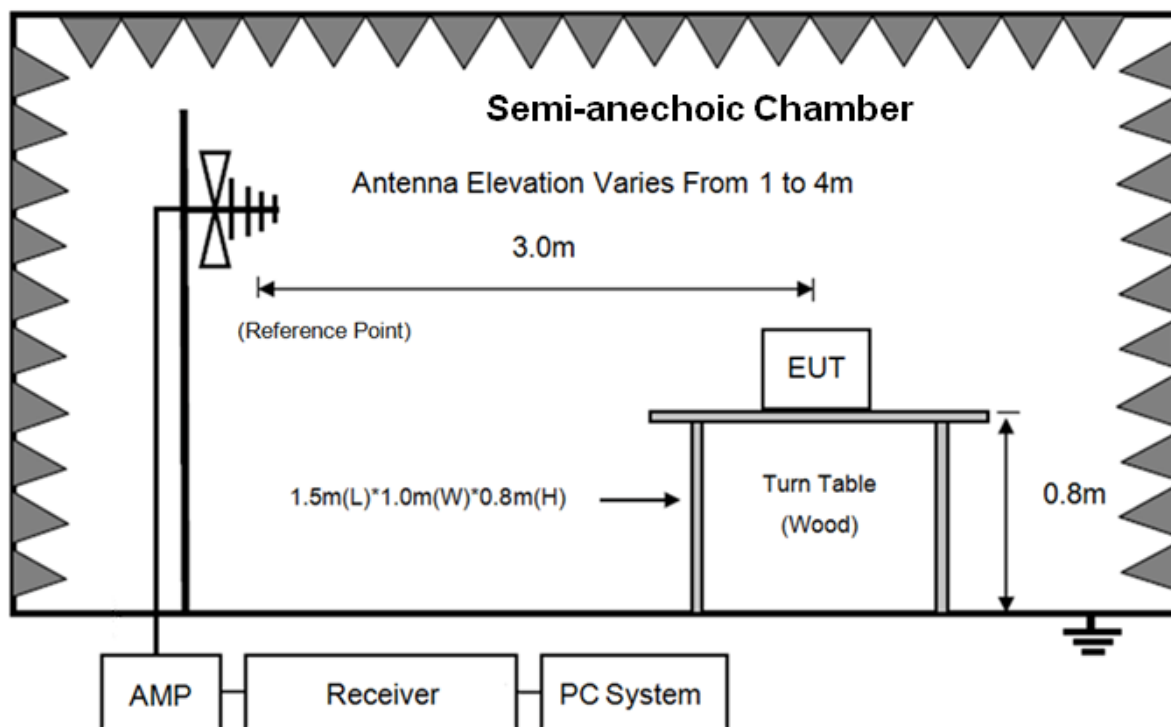 Semi-anechoic Chamber
Antenna Elevation Varies From 1 to 4m
3.0m
(Reference Point)
EUT
1.5m(L)*1.0m(W)*0.8m(H)
Turn Table
(Wood)
0.8m
AMP
Receiver
PC System